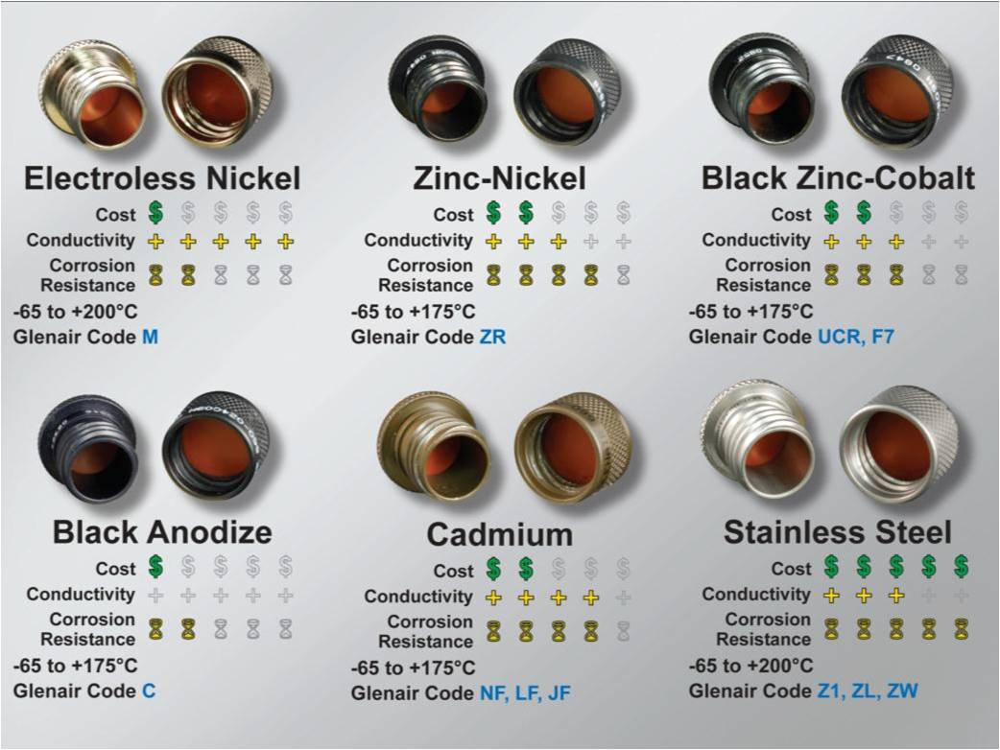 Electroless Nickel
Cost $ $ $ $ $
Conductivity + + + + +
Corrosion
Resistance
-65 to +200°C
Glenair Code M
Zinc-Nickel
Cost $ $ $ $ $
Conductivity + + + + +
Corrosion
Resistance
-65 to +175°C
Glenair Code ZR
Black Zinc-Cobalt
Cost $ $ $ $ $
Conductivity + + + + +
Corrosion
Resistance
-65 to +175°C
Glenair Code UCR, F7
Black Anodize
Cost $ $ $ $ $
Conductivity + + + + +
Corrosion
Resistance
-65 to +175°C
Glenair Code C
Cadmium
Cost $ $ $ $ $
Conductivity + + + + +
Corrosion
Resistance
-65 to +175°C
Glenair Code NF, LF, JF
Stainless Steel
Cost $ $ $ $ $
Conductivity + + + + +
Corrosion
Resistance
-65 to +200°C
Glenair Code Z1, ZL, ZW